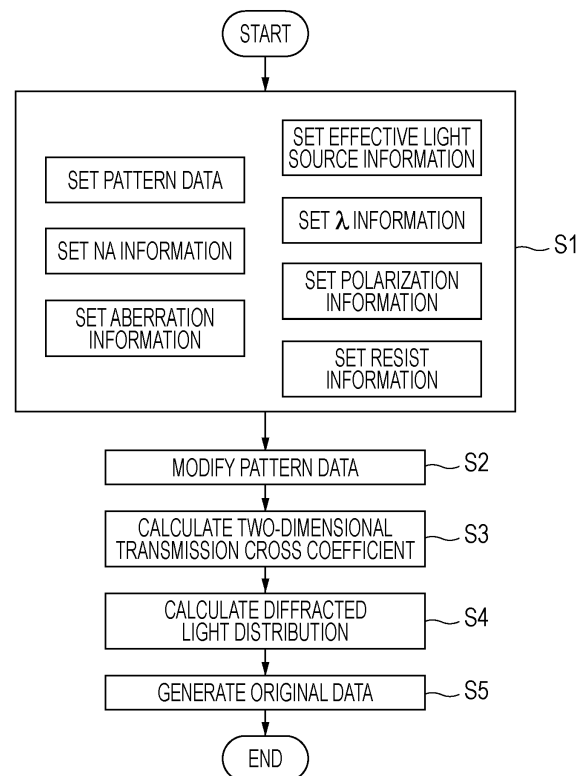 START
SET PATTERN DATA
SET NA INFORMATION
SET ABERRATION
INFORMATION
SET EFFECTIVE LIGHT
SOURCE INFORMATION
SET λ INFORMATION
SET POLARIZATION
INFORMATION
SET RESIST
INFORMATION
S1
MODIFY PATTERN DATA
S2
CALCULATE TWO-DIMENSIONAL
TRANSMISSION CROSS COEFFICIENT
S3
CALCULATE DIFFRACTED
LIGHT DISTRIBUTION
S4
GENERATE ORIGINAL DATA
S5
END